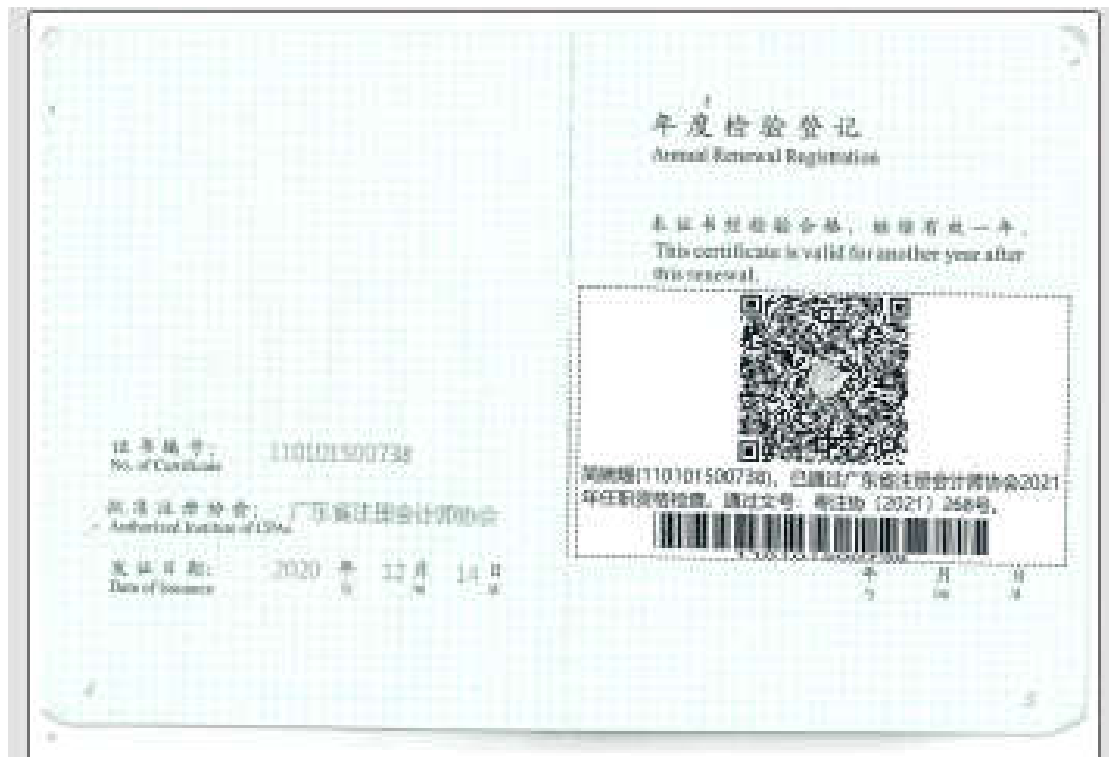 证书编号:
No. of Certificate
110101500738
批准注册协会:
Authorized Institute of CPAs
广东省注册会计师协会
发证日期:
Date of Issuance
2020 年 12 月 14 日
年度检验登记
Annual Renewal Registration
本证书经检验合格，继续有效一年。
This certificate is valid for another year after
this renewal.
(110101500738)，已通过广东省注册会计师协会2021
年任职资格检查。通过文号：粤注协（2021）268号。
年 月 日